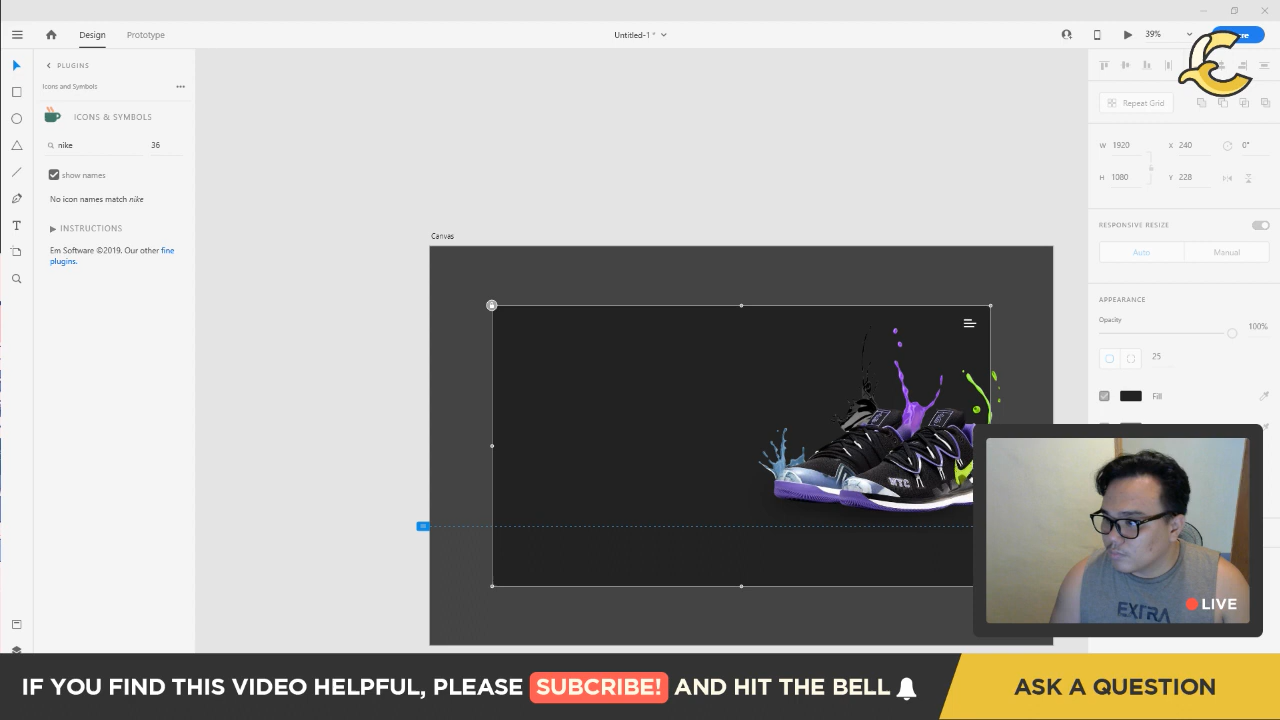 Design
Prototype
Untitled-1 *
39%
PLUGINS
Icons and Symbols
ICONS & SYMBOLS
nike
36
show names
No icon names match nike
INSTRUCTIONS
Em Software ©2019. Our other fine
plugins.
Canvas
NYC
Repeat Grid
W 1920
X 240
0°
H 1080
Y 228
RESPONSIVE RESIZE
Auto
Manual
APPEARANCE
Opacity
100%
25
Fill
EXTRA
LIVE
IF YOU FIND THIS VIDEO HELPFUL, PLEASE SUBCRIBE! AND HIT THE BELL
ASK A QUESTION